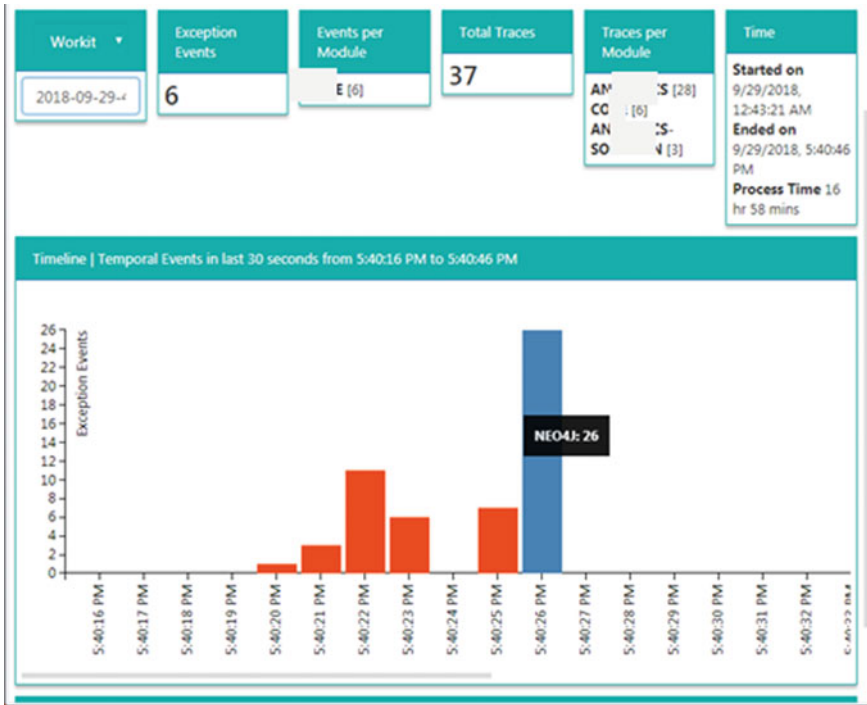 Workit
2018-09-29-
Exception
Events
6
Events per
Module
E [6]
Total Traces
37
Traces per
Module
AN CS [28]
CO [6]
AN CS-
SO N [3]
Time
Started on
9/29/2018,
12:43:21 AM
Ended on
9/29/2018, 5:40:46
PM
Process Time 16
hr 58 mins
Timeline | Temporal Events in last 30 seconds from 5:40:16 PM to 5:40:46 PM
Exception Events
26
24
22
20
18
16
14
12
10
8
6
4
2
0
NEO4J: 26
5:40:16 PM
5:40:17 PM
5:40:18 PM
5:40:19 PM
5:40:20 PM
5:40:21 PM
5:40:22 PM
5:40:23 PM
5:40:24 PM
5:40:25 PM
5:40:26 PM
5:40:27 PM
5:40:28 PM
5:40:29 PM
5:40:30 PM
5:40:31 PM
5:40:32 PM